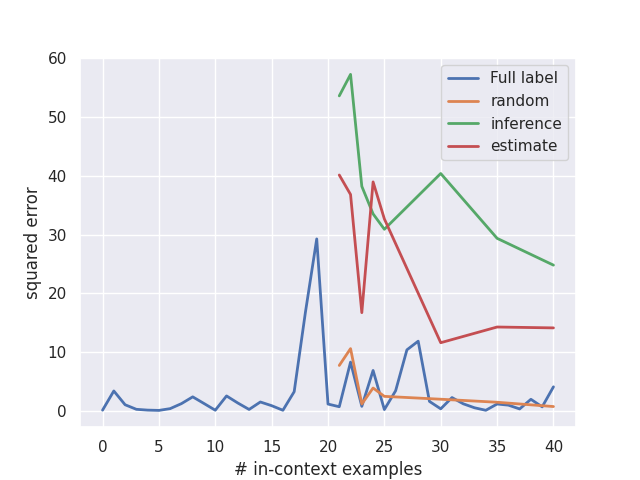 60
50
40
30
20
10
0
squared error
Full label
random
inference
estimate
0 5 10 15 20 25 30 35 40
# in-context examples